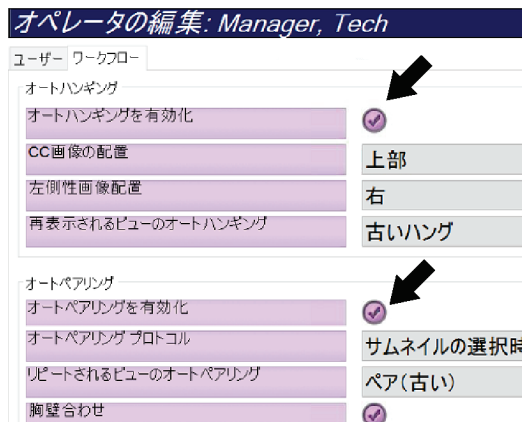 オペレータの編集: Manager, Tech
ユーザー ワークフロー
オートハンギング
オートハンギングを有効化
CC画像の配置 上部
左側性画像配置 右
再表示されるビューのオートハンギング 古いハング
オートペアリング
オートペアリングを有効化
オートペアリング プロトコル サムネイルの選択時
リピートされるビューのオートペアリング ペア(古い)
胸壁合わせ